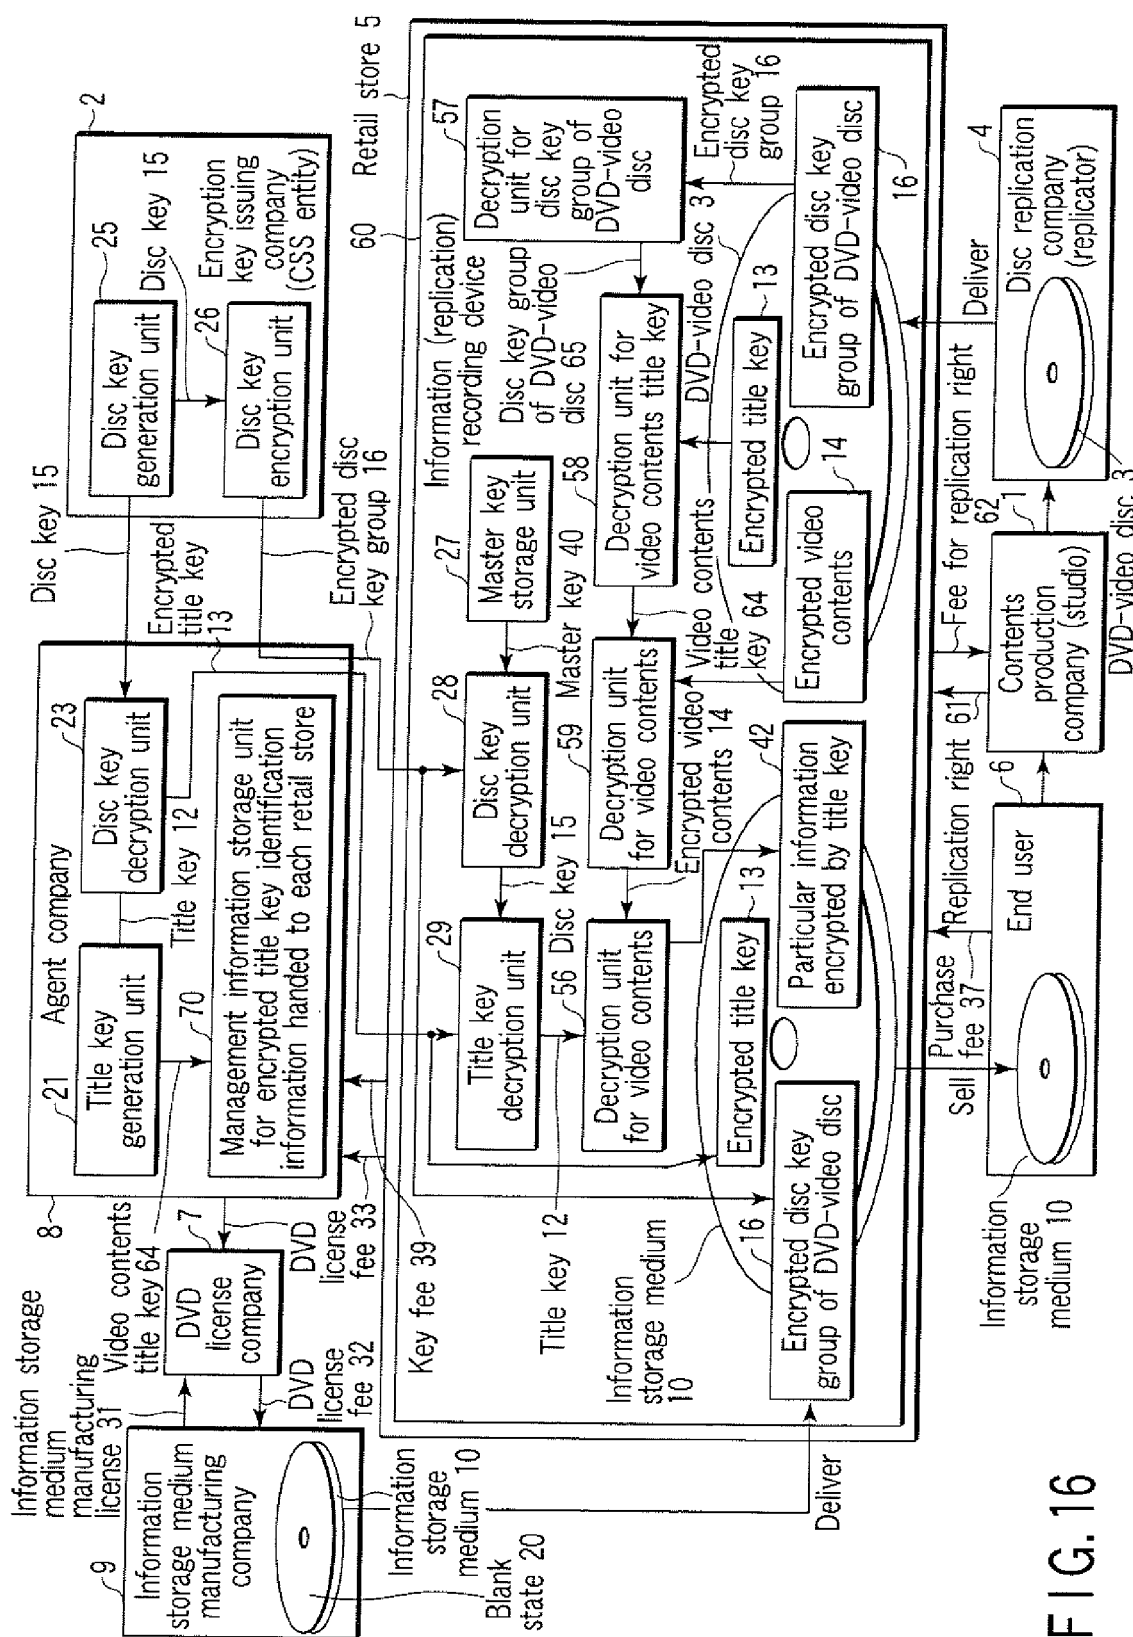 Information storage
medium
manufacturing
license 31
9
Information
storage medium
manufacturing
company
Information
storage
medium 10
Blank
state 20
Video contents
title key 64
7
DVD
license
company
DVD
license
fee 33
DVD
license
fee 32
Key fee 39
8
Agent company
21
Title key
generation unit
23
Disc key
decryption unit
Title key 12
70
Management information storage unit
for encrypted title key identification
information handed to each retail store
Disc key 15
Encrypted
title key
13
2
25
Disc key
generation unit
Disc key 15
26
Disc key
encryption unit
Encryption
key issuing
company
(CSS entity)
Encrypted disc
key group 16
60
Retail store 5
Information (replication)
recording device
27
Master key
storage unit
Master key 40
28
Disc key
decryption unit
Disc key 15
29
Title key
decryption unit
Title key 12
56
Decryption unit
for video contents
59
Decryption unit
for video contents
Encrypted video
contents 14
58
Decryption unit for
video contents title key
Video contents
title
key 64
57
Decryption
unit for
disc key
group of
DVD-video
disc
Disc key group
of DVD-video
disc 65
Encrypted
disc key
group 16
DVD-video disc 3
13
Encrypted title key
14
Encrypted video
contents
Encrypted disc key
group of DVD-video disc
16
Information
storage medium
10
16
Encrypted disc key
group of DVD-video disc
13
Encrypted title key
42
Particular information
encrypted by title key
Deliver
Sell
Purchase
fee 37
6
End user
Information
storage
medium 10
Replication right 61
Fee for replication right
62
1
Contents
production
company (studio)
Deliver
4
Disc replication
company
(replicator)
DVD-video disc 3
FIG. 16